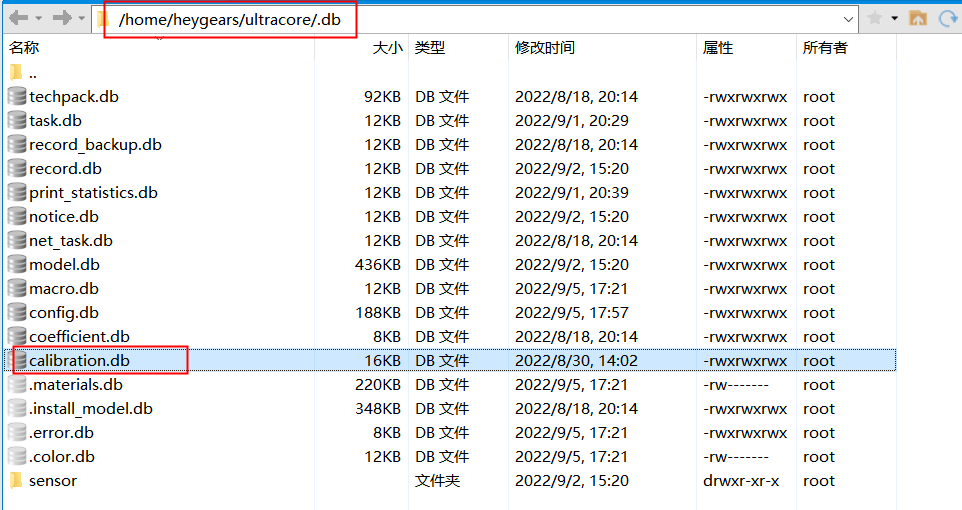 /home/heygears/ultracore/.db
名称 大小 类型 修改时间 属性 所有者
..
techpack.db 92KB DB 文件 2022/8/18, 20:14 -rwxrwxrwx root
task.db 12KB DB 文件 2022/9/1, 20:29 -rwxrwxrwx root
record_backup.db 12KB DB 文件 2022/8/18, 20:14 -rwxrwxrwx root
record.db 12KB DB 文件 2022/9/2, 15:20 -rwxrwxrwx root
print_statistics.db 12KB DB 文件 2022/9/1, 20:39 -rwxrwxrwx root
notice.db 12KB DB 文件 2022/9/2, 15:20 -rwxrwxrwx root
net_task.db 12KB DB 文件 2022/8/18, 20:14 -rwxrwxrwx root
model.db 436KB DB 文件 2022/9/2, 15:20 -rwxrwxrwx root
macro.db 12KB DB 文件 2022/9/5, 17:21 -rwxrwxrwx root
config.db 188KB DB 文件 2022/9/5, 17:57 -rwxrwxrwx root
coefficient.db 8KB DB 文件 2022/8/18, 20:14 -rwxrwxrwx root
calibration.db 16KB DB 文件 2022/8/30, 14:02 -rwxrwxrwx root
.materials.db 220KB DB 文件 2022/9/5, 17:21 -rw------- root
.install_model.db 348KB DB 文件 2022/8/18, 20:14 -rwxrwxrwx root
.error.db 8KB DB 文件 2022/9/5, 17:21 -rwxrwxrwx root
.color.db 12KB DB 文件 2022/9/5, 17:21 -rw------- root
sensor 文件夹 2022/9/2, 15:20 drwxr-xr-x root